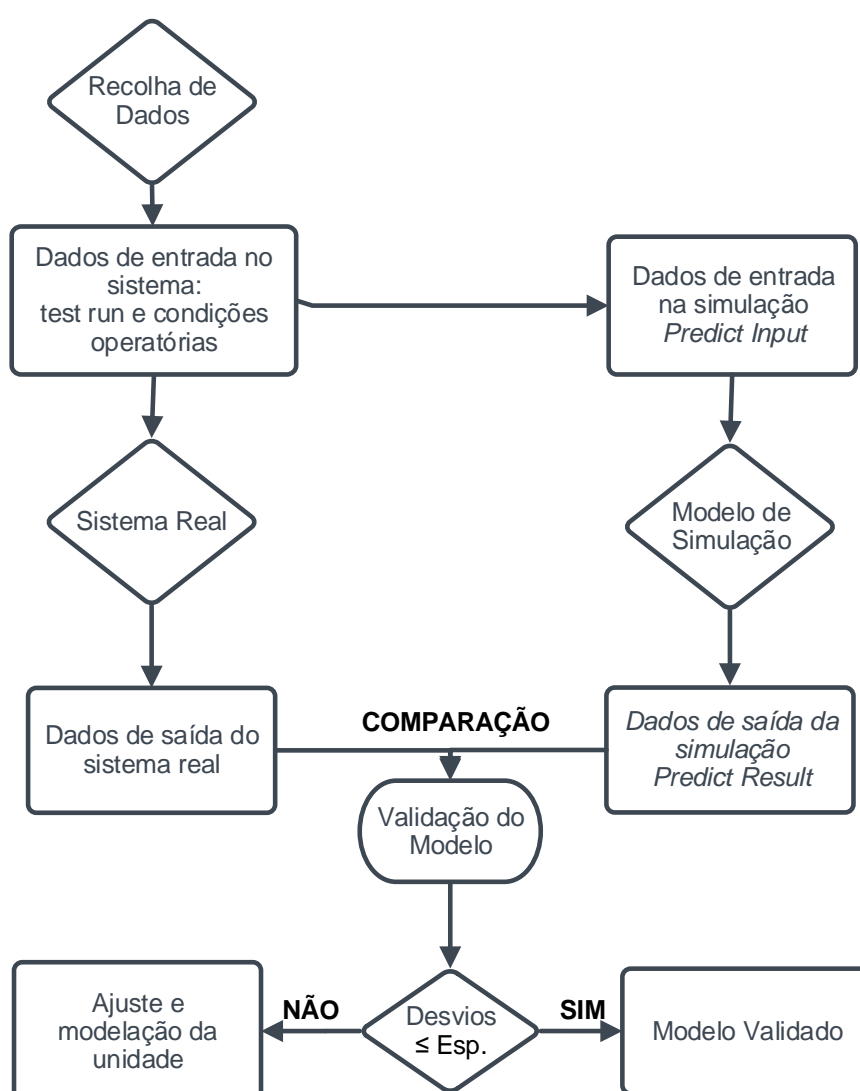 Recolha de
Dados
Dados de entrada no
sistema:
test run e condições
operatórias
Dados de entrada
na simulação
Predict Input
Sistema Real
Modelo de
Simulação
Dados de saída do
sistema real
COMPARAÇÃO
Dados de saída da
simulação
Predict Result
Validação do
Modelo
Ajuste e
modelação da
unidade
NÃO
Desvios
≤ Esp.
SIM
Modelo Validado